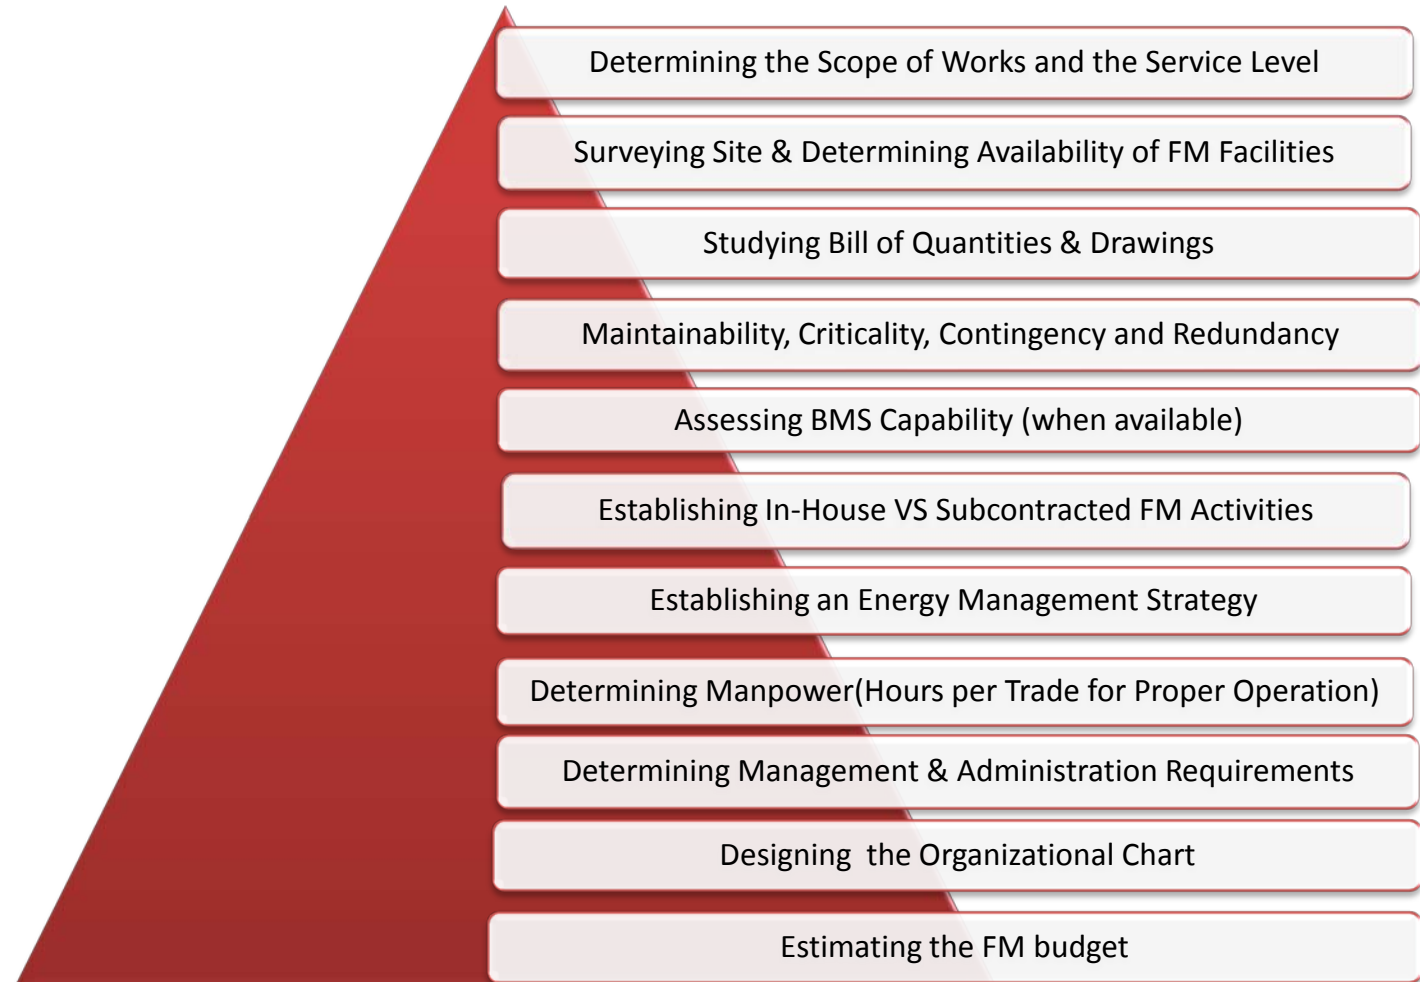 Determining the Scope of Works and the Service Level
Surveying Site & Determining Availability of FM Facilities
Studying Bill of Quantities & Drawings
Maintainability, Criticality, Contingency and Redundancy
Assessing BMS Capability (when available)
Establishing In-House VS Subcontracted FM Activities
Establishing an Energy Management Strategy
Determining Manpower(Hours per Trade for Proper Operation)
Determining Management & Administration Requirements
Designing  the Organizational Chart
Estimating the FM budget